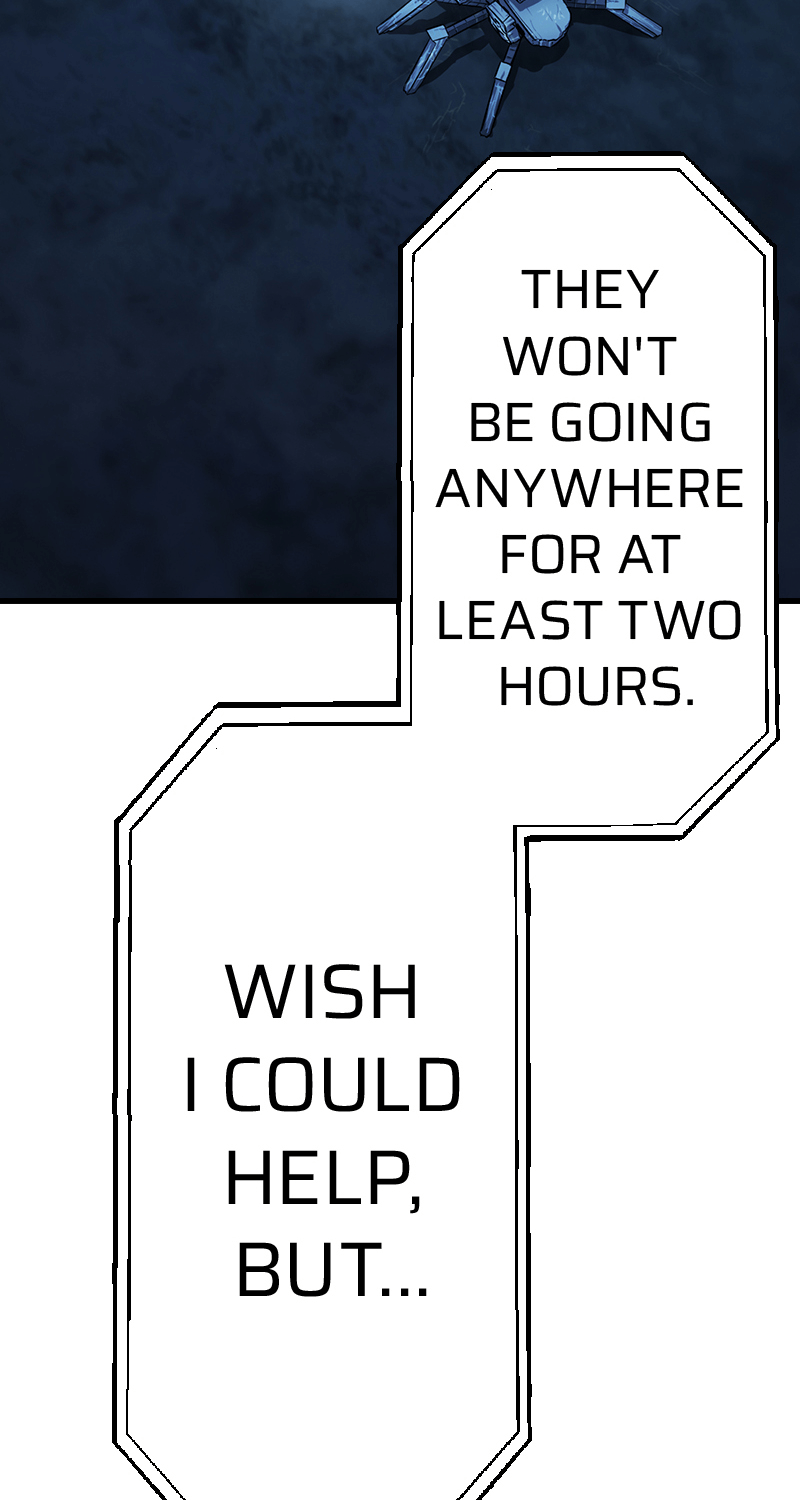 THEY
WON'T
BE GOING
ANYWHERE
FOR AT
LEAST TWO
HOURS.
WISH
I COULD
HELP,
BUT...